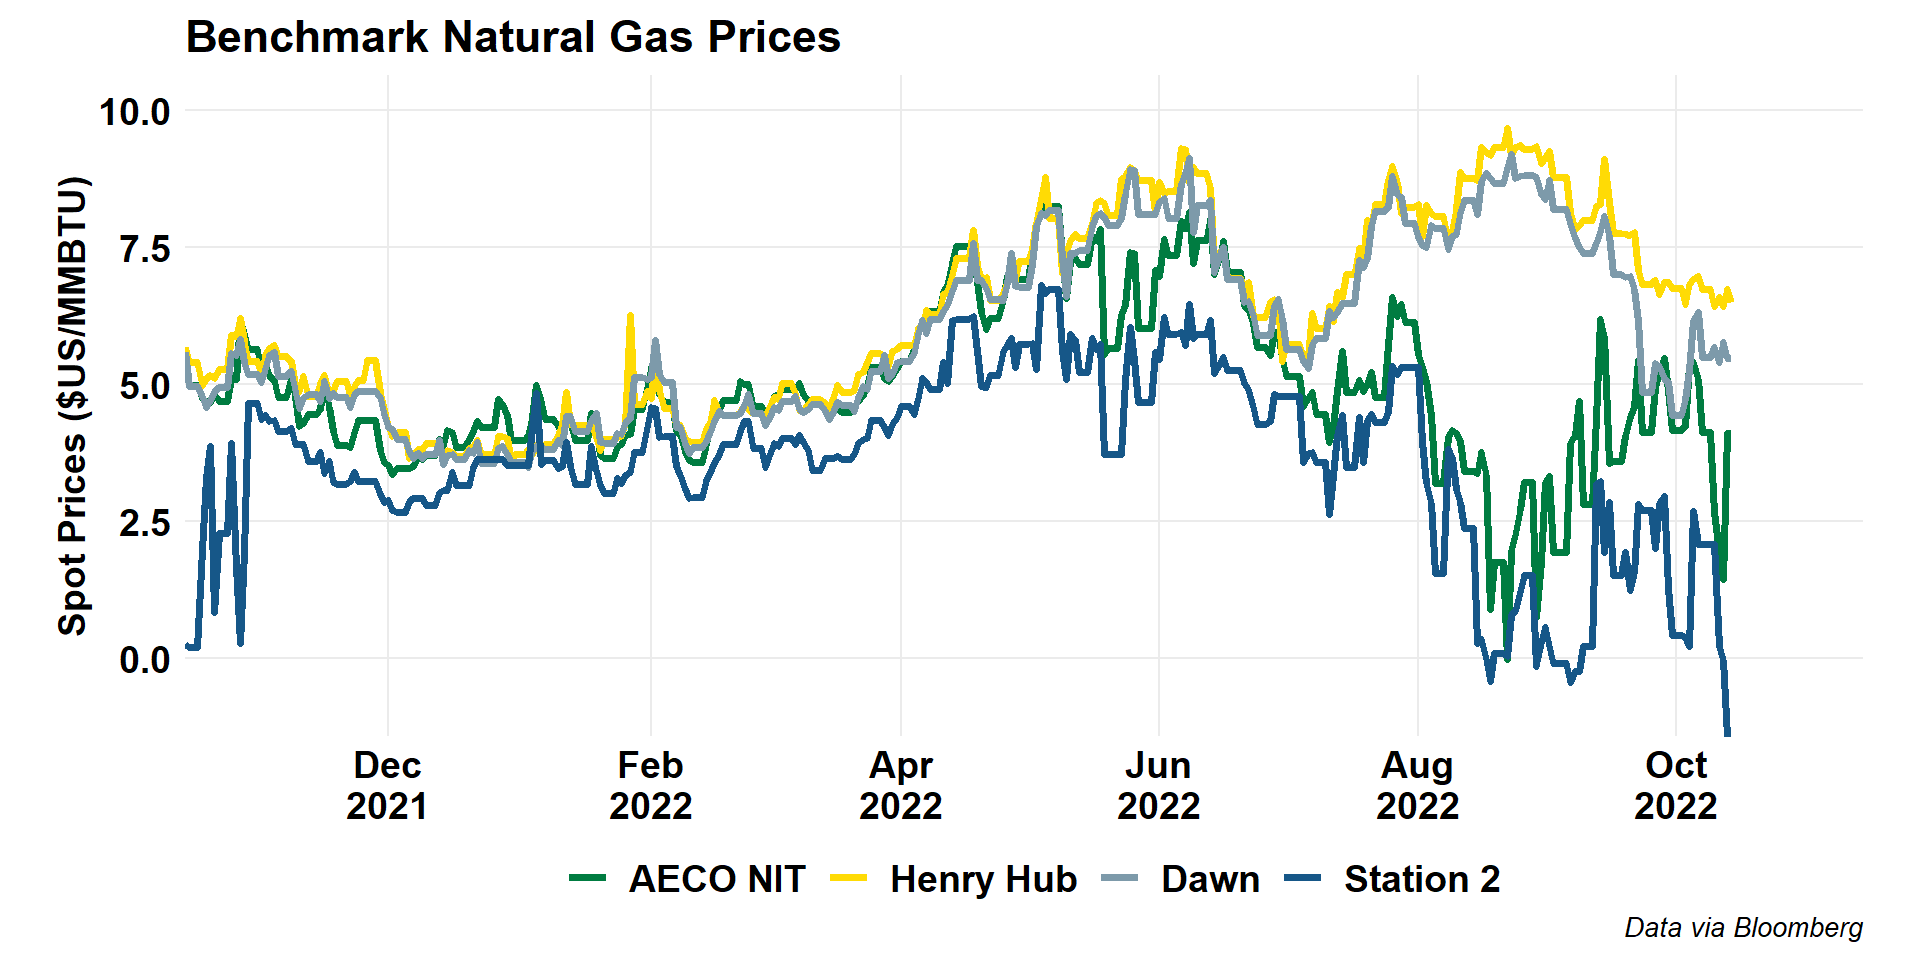 Benchmark Natural Gas Prices
Spot Prices ($US/MMBTU)
10.0
7.5
5.0
2.5
0.0
Dec 2021
Feb 2022
Apr 2022
Jun 2022
Aug 2022
Oct 2022
AECO NIT
Henry Hub
Dawn
Station 2
Data via Bloomberg